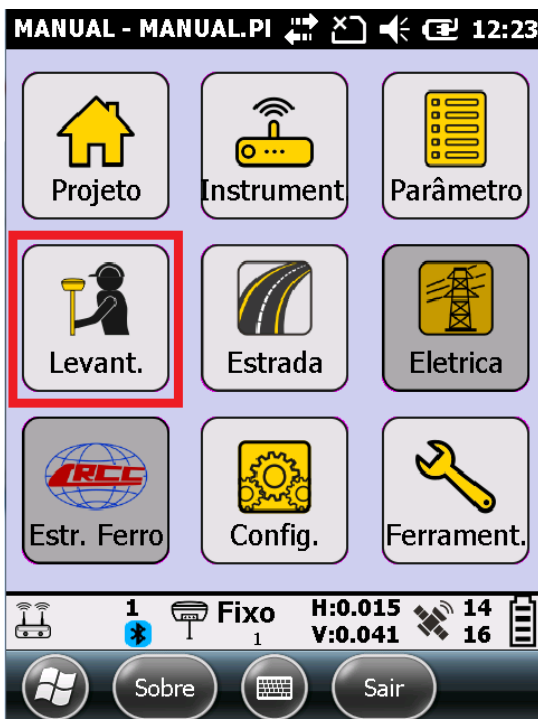 MANUAL - MANUAL.PI 12:23
Projeto
Instrument
Parâmetro
Levant.
Estrada
Eletrica
RCC
Estr. Ferro
Config.
Ferrament.
1 Fixo H:0.015 14
1 V:0.041 16
Sobre
Sair